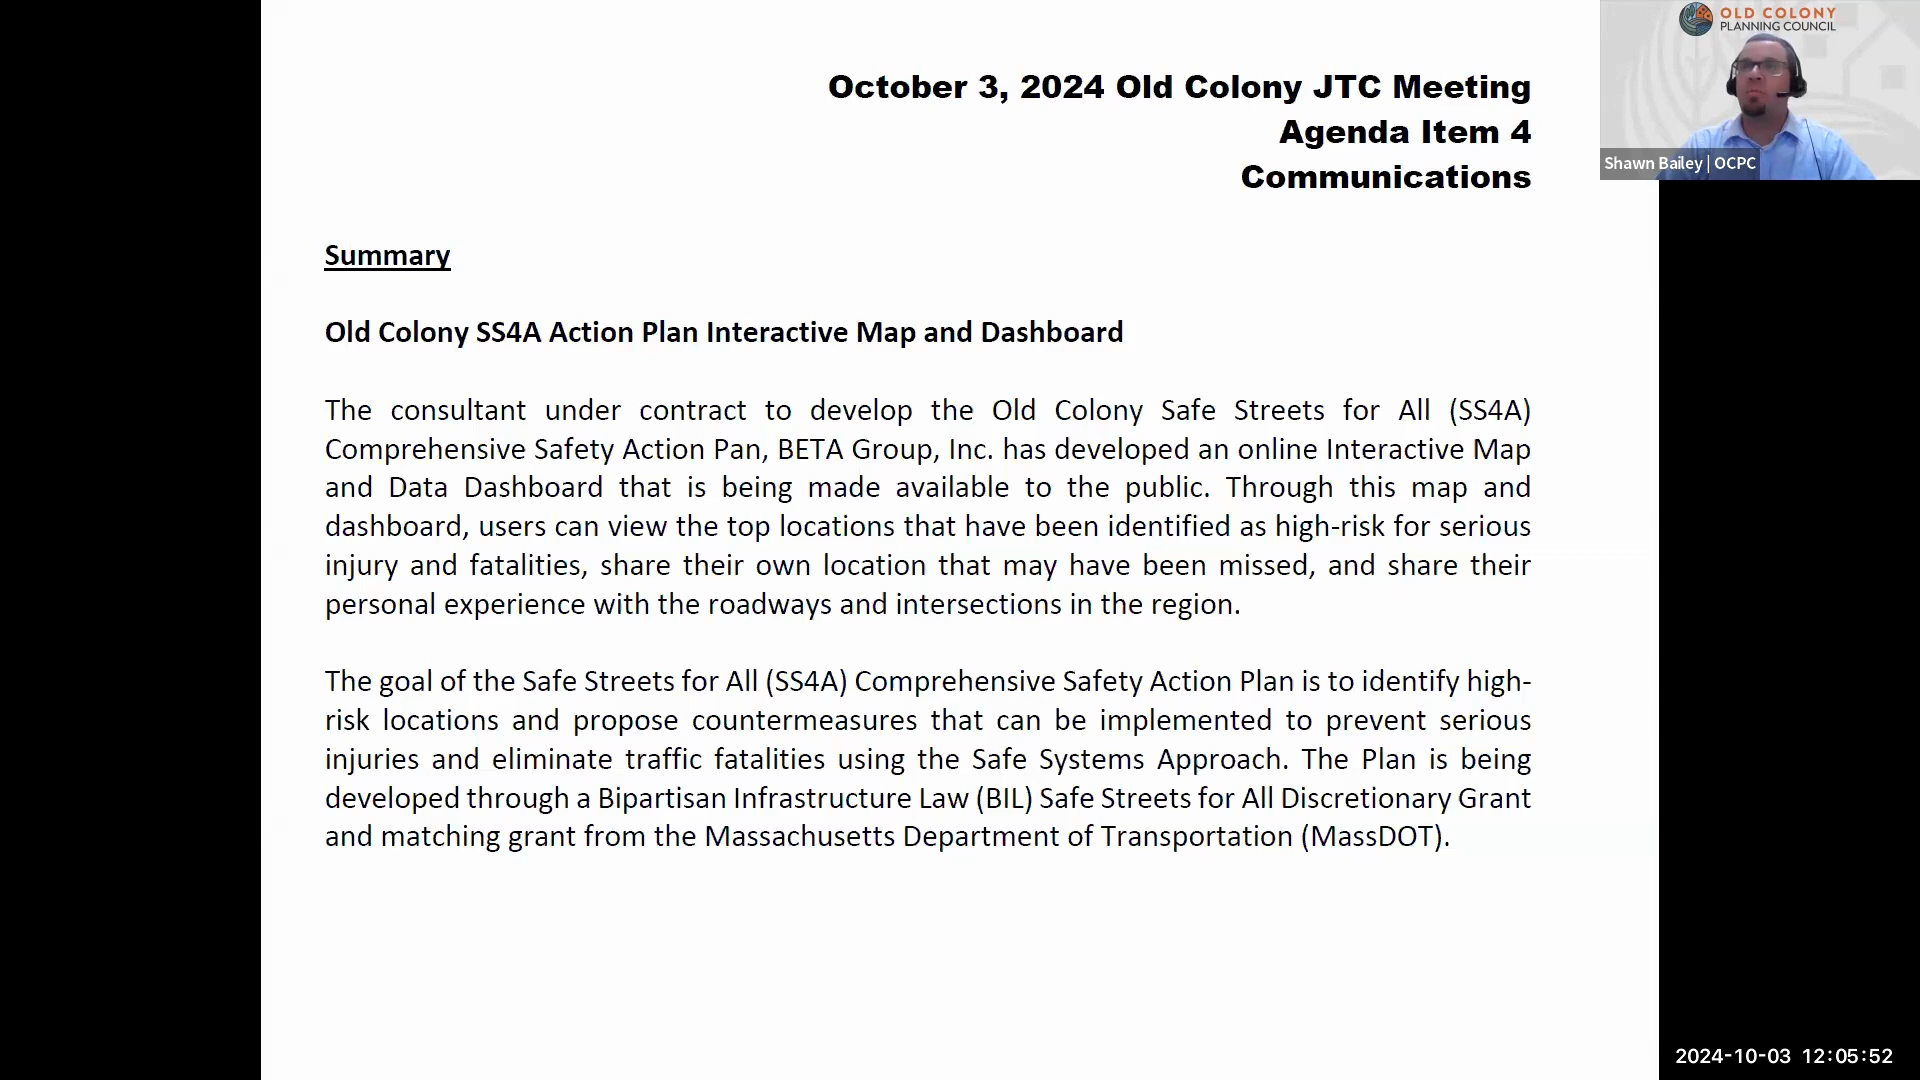 OLD COLONY
PLANNING COUNCIL
October 3, 2024 Old Colony JTC Meeting
Agenda Item 4
Communications
Shawn Bailey | OCPC
Summary
Old Colony SS4A Action Plan Interactive Map and Dashboard
The consultant under contract to develop the Old Colony Safe Streets for All (SS4A)
Comprehensive Safety Action Pan, BETA Group, Inc. has developed an online Interactive Map
and Data Dashboard that is being made available to the public. Through this map and
dashboard, users can view the top locations that have been identified as high-risk for serious
injury and fatalities, share their own location that may have been missed, and share their
personal experience with the roadways and intersections in the region.
The goal of the Safe Streets for All (SS4A) Comprehensive Safety Action Plan is to identify high-
risk locations and propose countermeasures that can be implemented to prevent serious
injuries and eliminate traffic fatalities using the Safe Systems Approach. The Plan is being
developed through a Bipartisan Infrastructure Law (BIL) Safe Streets for All Discretionary Grant
and matching grant from the Massachusetts Department of Transportation (MassDOT).
2024-10-03 12:05:52